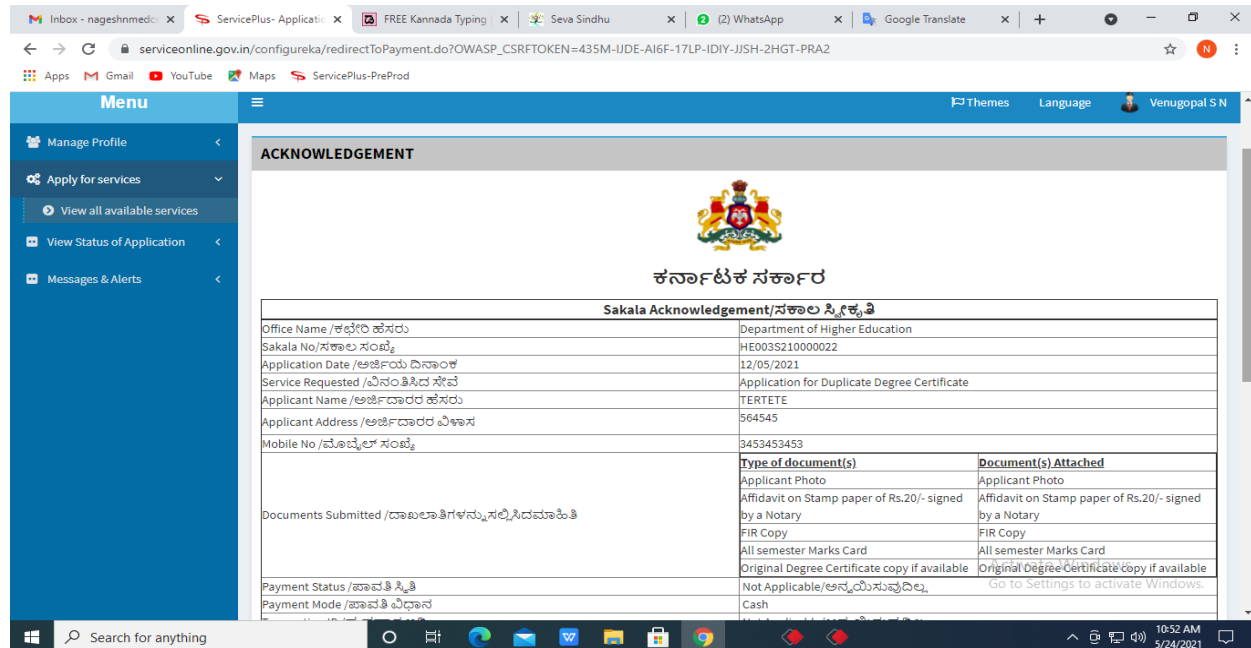 Inbox - nageshnmedc
ServicePlus- Applicatio
FREE Kannada Typing
Seva Sindhu
(2) WhatsApp
Google Translate
serviceonline.gov.in/configureka/redirectToPayment.do?OWASP_CSRFTOKEN=435M-IJDE-AI6F-17LP-IDIY-JJSH-2HGT-PRA2
N
Apps Gmail YouTube Maps ServicePlus-PreProd
Menu
Themes Language Venugopal S N
Manage Profile
Apply for services
View all available services
View Status of Application
Messages & Alerts
ACKNOWLEDGEMENT
ಕರ್ನಾಟಕ ಸರ್ಕಾರ
Sakala Acknowledgement/ಸಕಾಲ ಸ್ವೀಕೃತಿ
Office Name /ಕಛೇರಿ ಹೆಸರು Department of Higher Education
Sakala No/ಸಕಾಲ ಸಂಖ್ಯೆ HE003S210000022
Application Date /ಅರ್ಜಿಯ ದಿನಾಂಕ 12/05/2021
Service Requested /ವಿನಂತಿಸಿದ ಸೇವೆ Application for Duplicate Degree Certificate
Applicant Name /ಅರ್ಜಿದಾರರ ಹೆಸರು TERTETE
Applicant Address /ಅರ್ಜಿದಾರರ ವಿಳಾಸ 564545
Mobile No /ಮೊಬೈಲ್ ಸಂಖ್ಯೆ 3453453453
Documents Submitted /ದಾಖಲಾತಿಗಳನ್ನು ಸಲ್ಲಿಸಿದಮಾಹಿತಿ
Type of document(s) Document(s) Attached
Applicant Photo Applicant Photo
Affidavit on Stamp paper of Rs.20/- signed Affidavit on Stamp paper of Rs.20/- signed
by a Notary by a Notary
FIR Copy FIR Copy
All semester Marks Card All semester Marks Card
Original Degree Certificate copy if available Original Degree Certificate copy if available
Payment Status /ಪಾವತಿ ಸ್ಥಿತಿ Not Applicable/ಅನ್ವಯಿಸುವುದಿಲ್ಲ
Payment Mode /ಪಾವತಿ ವಿಧಾನ Cash
Activate Windows
Go to Settings to activate Windows.
Search for anything
10:52 AM
5/24/2021